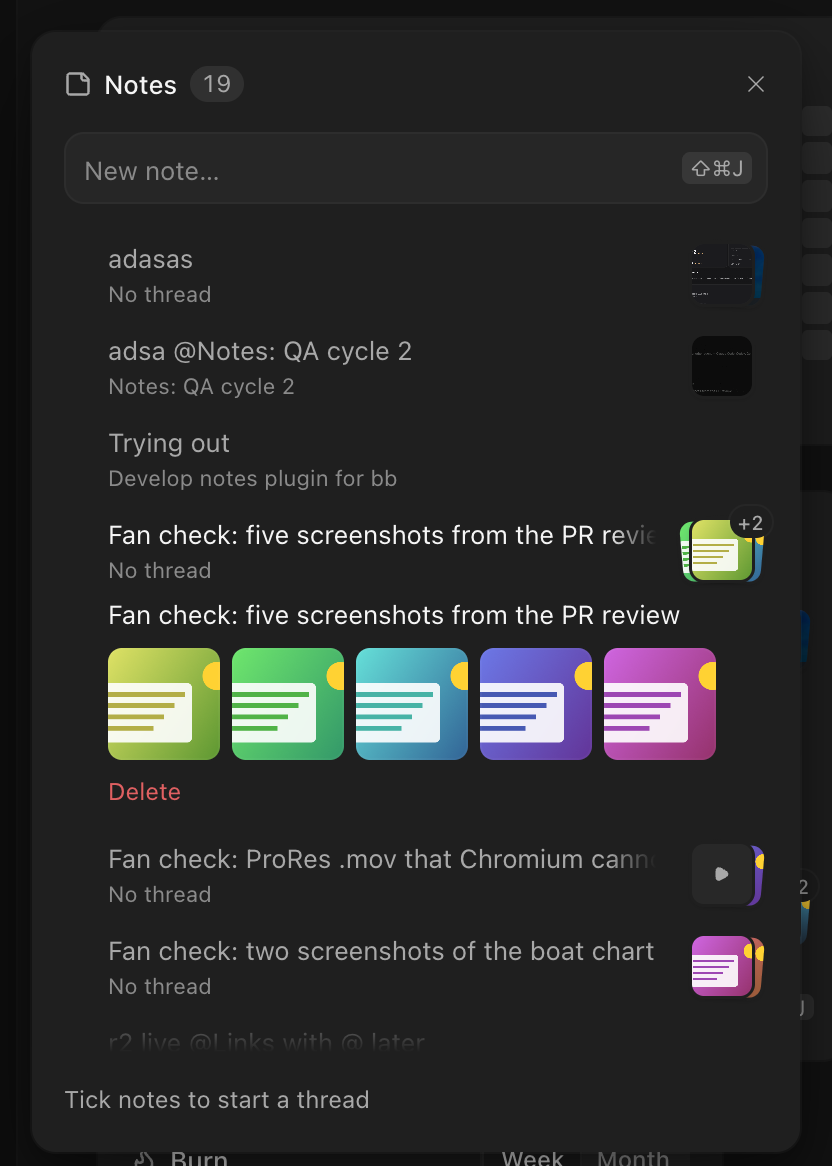 Notes 19
New note...
⇧⌘J
adasas
No thread
adsa @Notes: QA cycle 2
Notes: QA cycle 2
Trying out
Develop notes plugin for bb
Fan check: five screenshots from the PR revie
+2
No thread
Fan check: five screenshots from the PR review
Delete
Fan check: ProRes .mov that Chromium canno
No thread
2
Fan check: two screenshots of the boat chart
No thread
J
r2 live @Links with @ later
Tick notes to start a thread
Burn
Week
Month